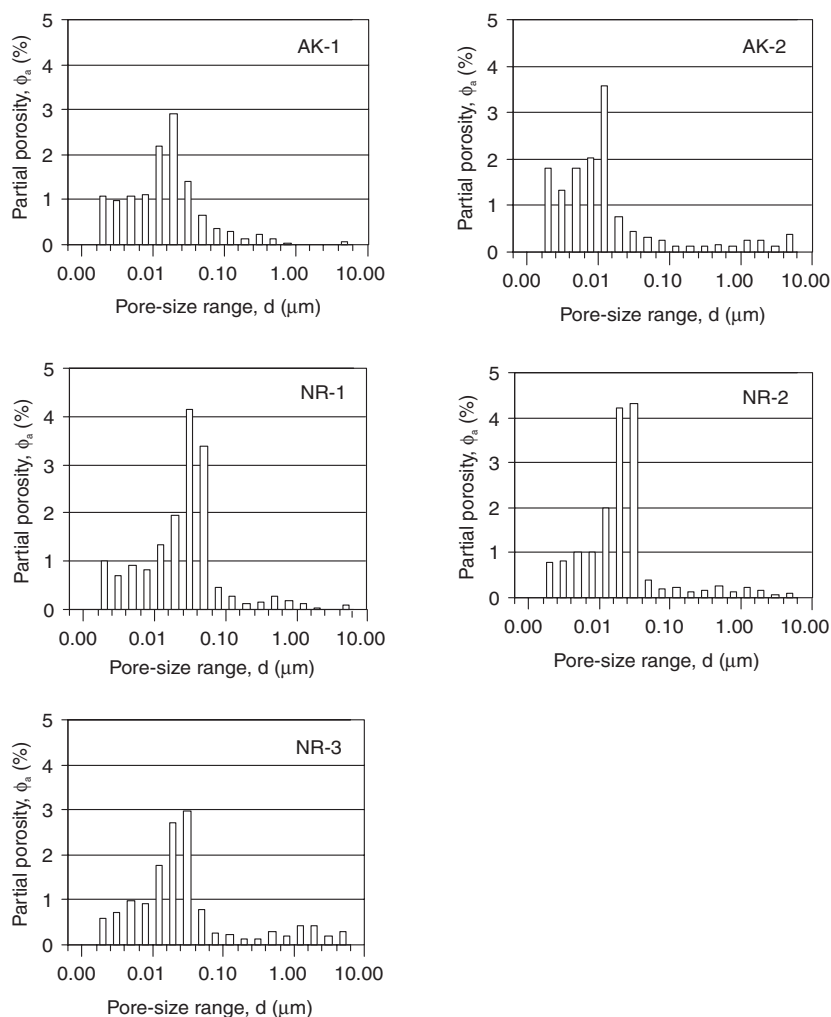 AK-1
Partial porosity, ϕa (%)
5
4
3
2
1
0
0.00 0.01 0.10 1.00 10.00
Pore-size range, d (μm)
AK-2
Partial porosity, ϕa (%)
5
4
3
2
1
0
0.00 0.01 0.10 1.00 10.00
Pore-size range, d (μm)
NR-1
Partial porosity, ϕa (%)
5
4
3
2
1
0
0.00 0.01 0.10 1.00 10.00
Pore-size range, d (μm)
NR-2
Partial porosity, ϕa (%)
5
4
3
2
1
0
0.00 0.01 0.10 1.00 10.00
Pore-size range, d (μm)
NR-3
Partial porosity, ϕa (%)
5
4
3
2
1
0
0.00 0.01 0.10 1.00 10.00
Pore-size range, d (μm)